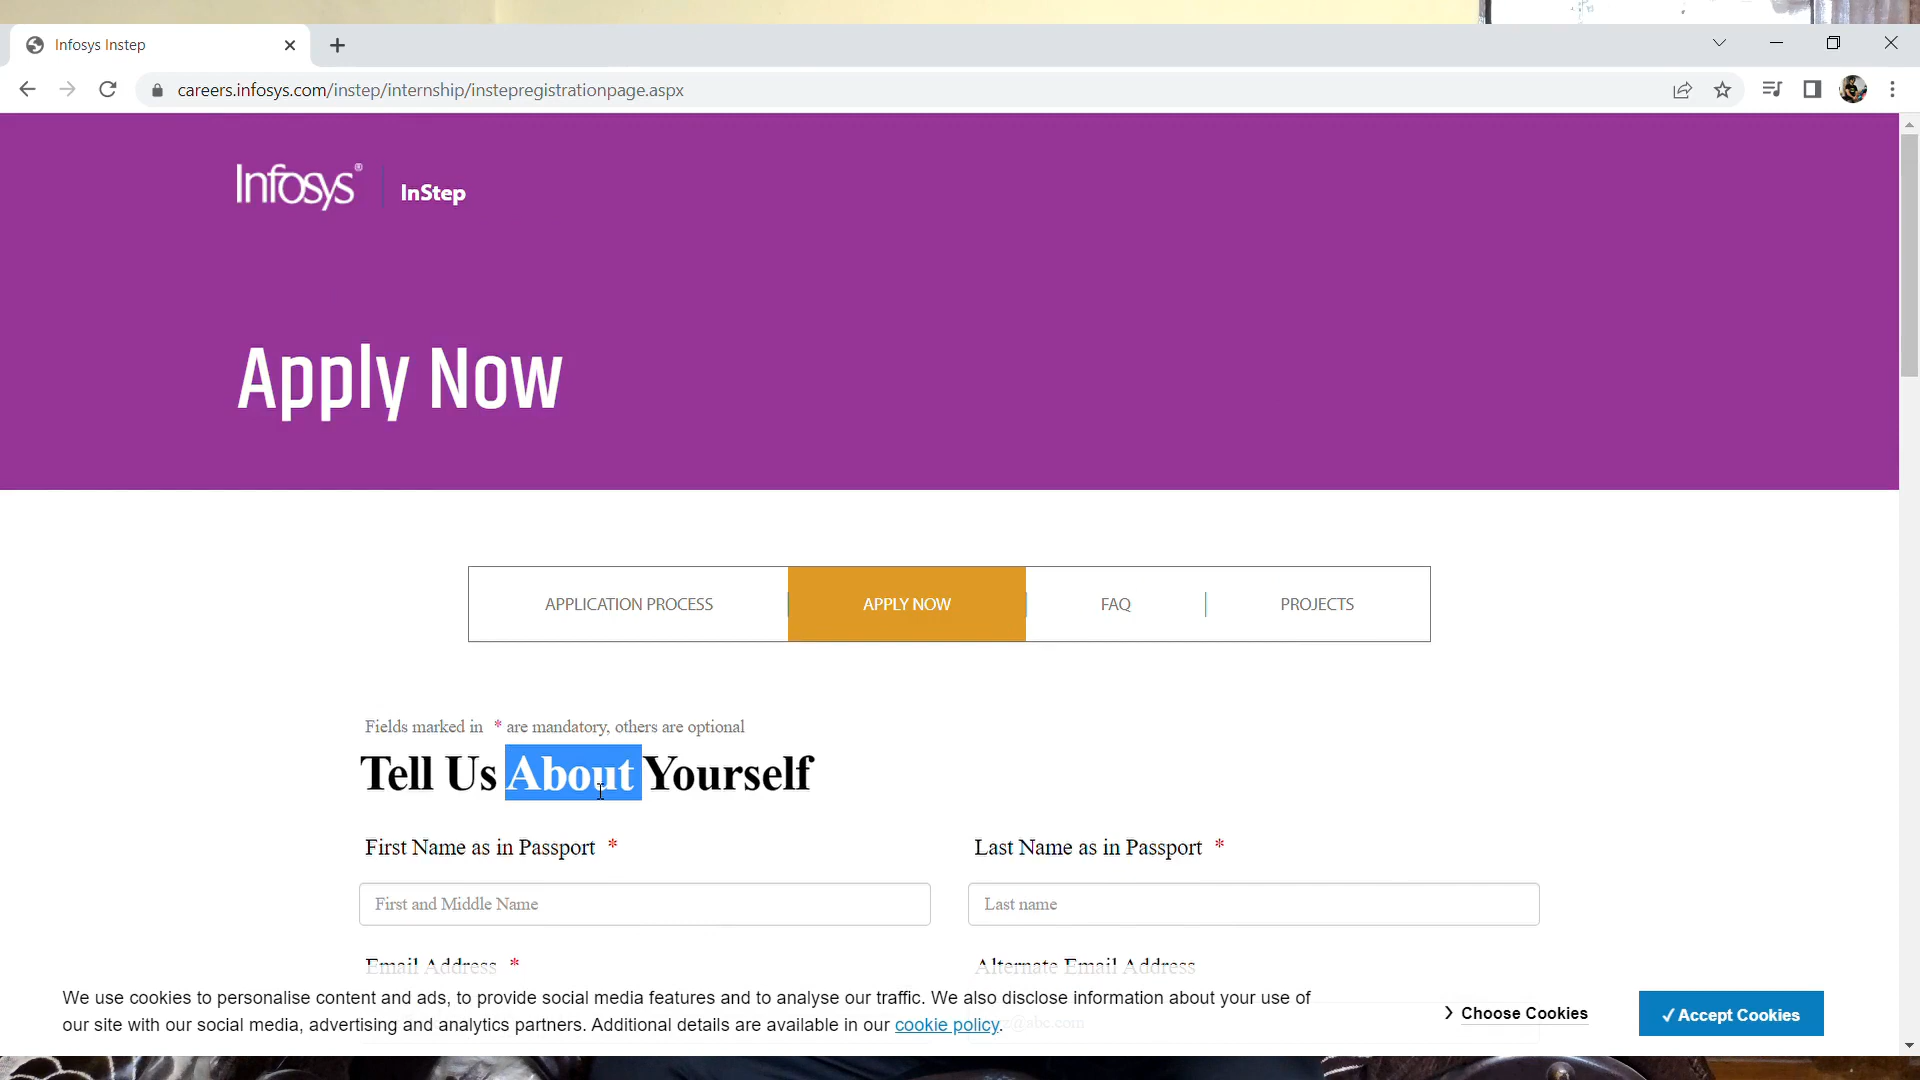 Infosys Instep
careers.infosys.com/instep/internship/instepregistrationpage.aspx
Infosys® InStep
Apply Now
APPLICATION PROCESS APPLY NOW FAQ PROJECTS
Fields marked in * are mandatory, others are optional
Tell Us About Yourself
First Name as in Passport * Last Name as in Passport *
First and Middle Name Last name
Email Address * Alternate Email Address
We use cookies to personalise content and ads, to provide social media features and to analyse our traffic. We also disclose information about your use of
our site with our social media, advertising and analytics partners. Additional details are available in our cookie policy.
> Choose Cookies
✓ Accept Cookies